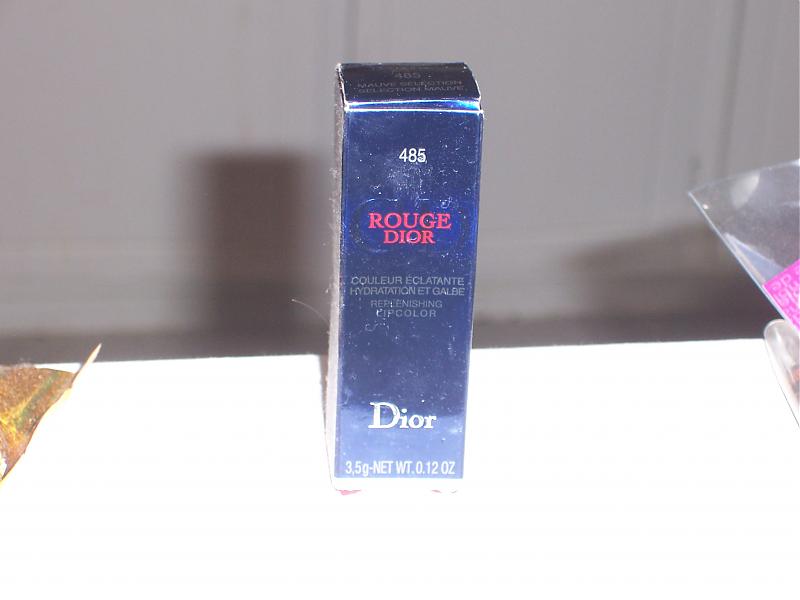 485
MAUVE SELECTION
SELECTION MAUVE
485
ROUGE
DIOR
COULEUR ÉCLATANTE
HYDRATATION ET GALBE
REPLENISHING
LIPCOLOR
Dior
3,5g-NET WT. 0.12 OZ